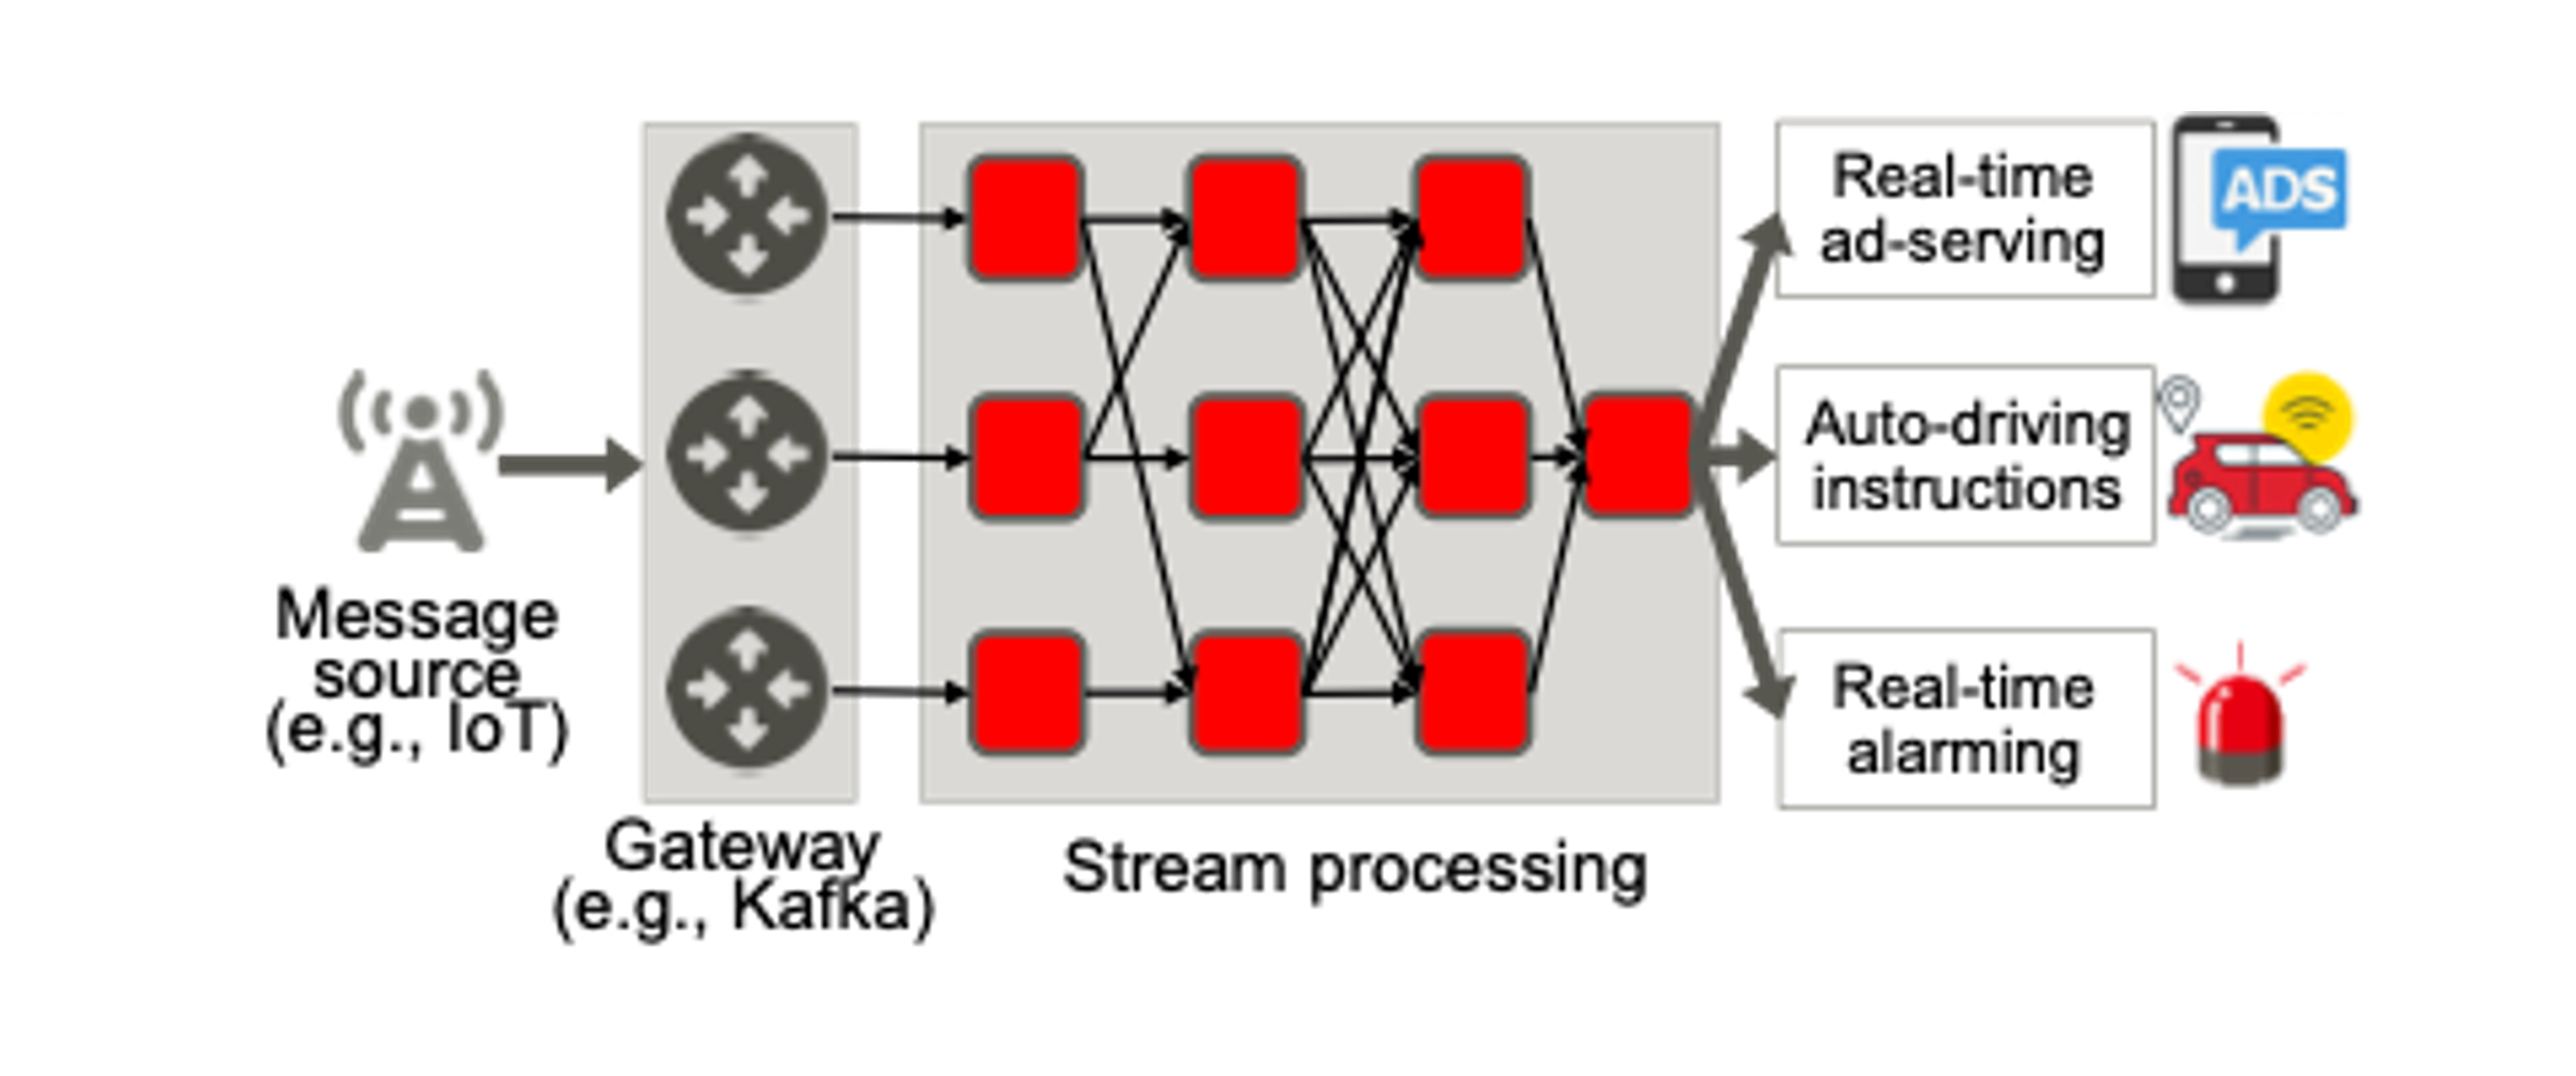 Message
source
(e.g., IoT)
Gateway
(e.g., Kafka)
Stream processing
Real-time
ad-serving
ADS
Auto-driving
instructions
Real-time
alarming